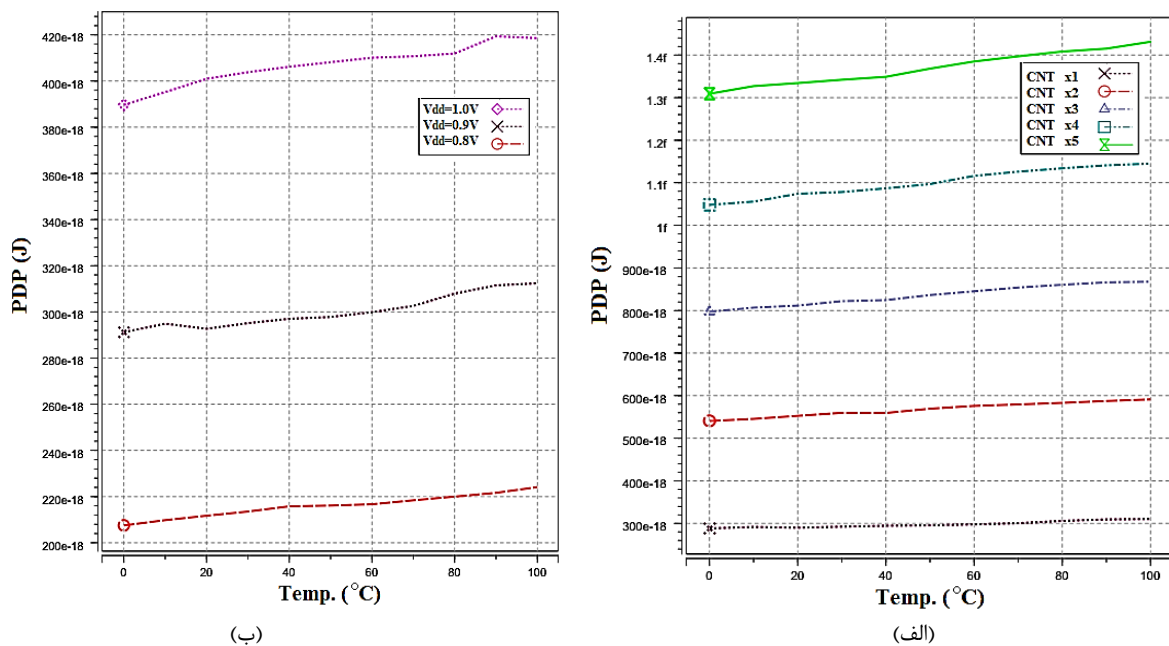 420e-18
400e-18
380e-18
360e-18
340e-18
320e-18
300e-18
280e-18
260e-18
240e-18
220e-18
200e-18
PDP (J)
Vdd=1.0V
Vdd=0.9V
Vdd=0.8V
0 20 40 60 80 100
Temp. (°C)
(ب)
1.4f
1.3f
1.2f
1.1f
1f
900e-18
800e-18
700e-18
600e-18
500e-18
400e-18
300e-18
PDP (J)
CNT x1
CNT x2
CNT x3
CNT x4
CNT x5
0 20 40 60 80 100
Temp. (°C)
(الف)